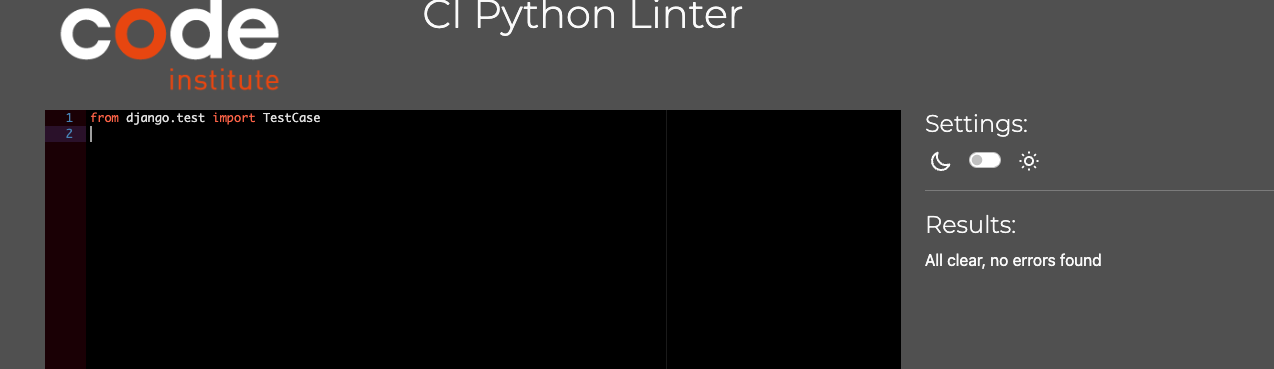 code
institute
CI Python Linter
1 from django.test import TestCase
2
Settings:
Results:
All clear, no errors found